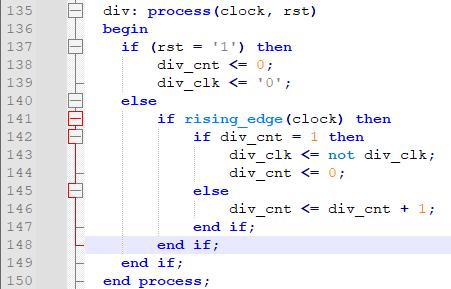 135 div: process(clock, rst)
136 begin
137 if (rst = '1') then
138 div_cnt <= 0;
139 div_clk <= '0';
140 else
141 if rising_edge(clock) then
142 if div_cnt = 1 then
143 div_clk <= not div_clk;
144 div_cnt <= 0;
145 else
146 div_cnt <= div_cnt + 1;
147 end if;
148 end if;
149 end if;
150 end process;